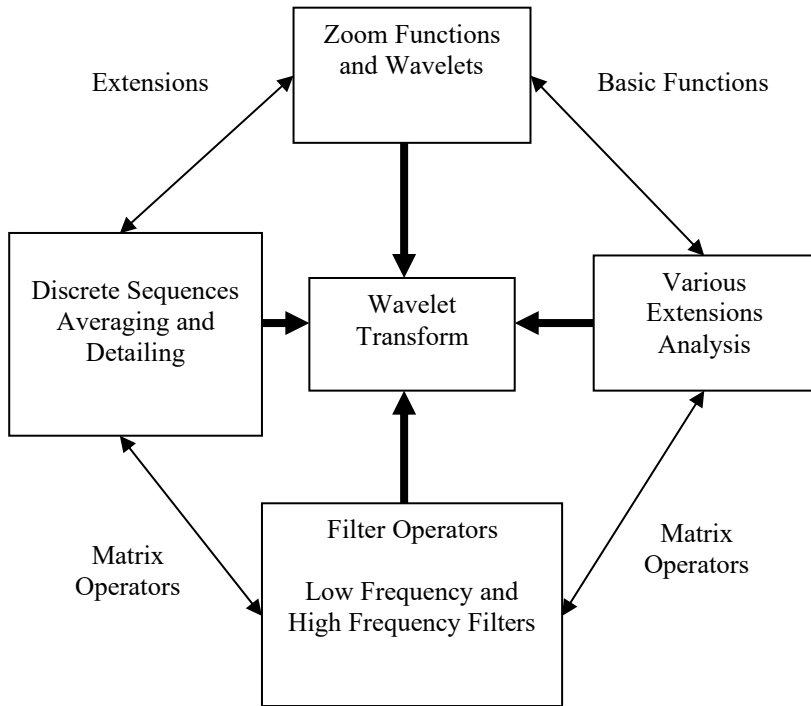 Zoom Functions
and Wavelets
Extensions
Basic Functions
Discrete Sequences
Averaging and
Detailing
Wavelet
Transform
Various
Extensions
Analysis
Matrix
Operators
Filter Operators
Low Frequency and
High Frequency Filters
Matrix
Operators